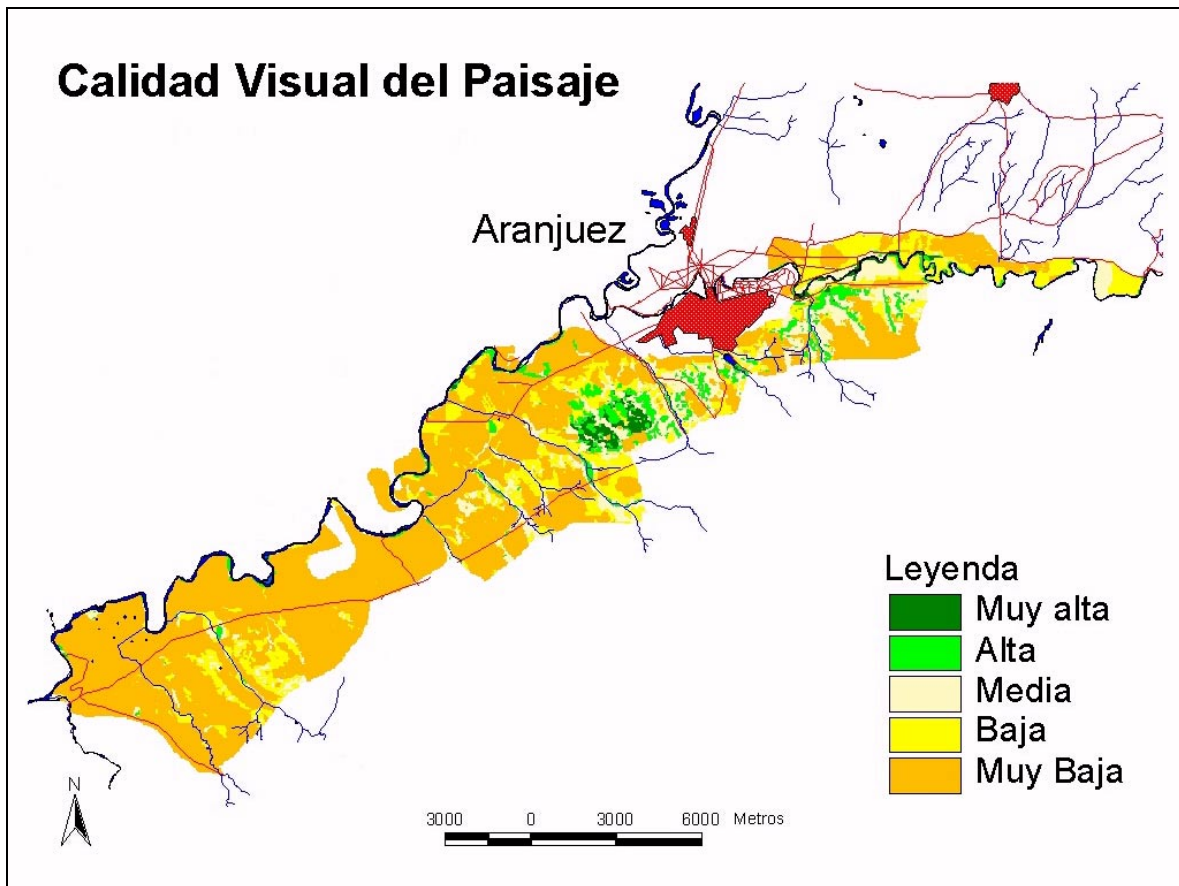 Calidad Visual del Paisaje
Aranjuez
Leyenda
Muy alta
Alta
Media
Baja
Muy Baja
N
3000 0 3000 6000 Metros